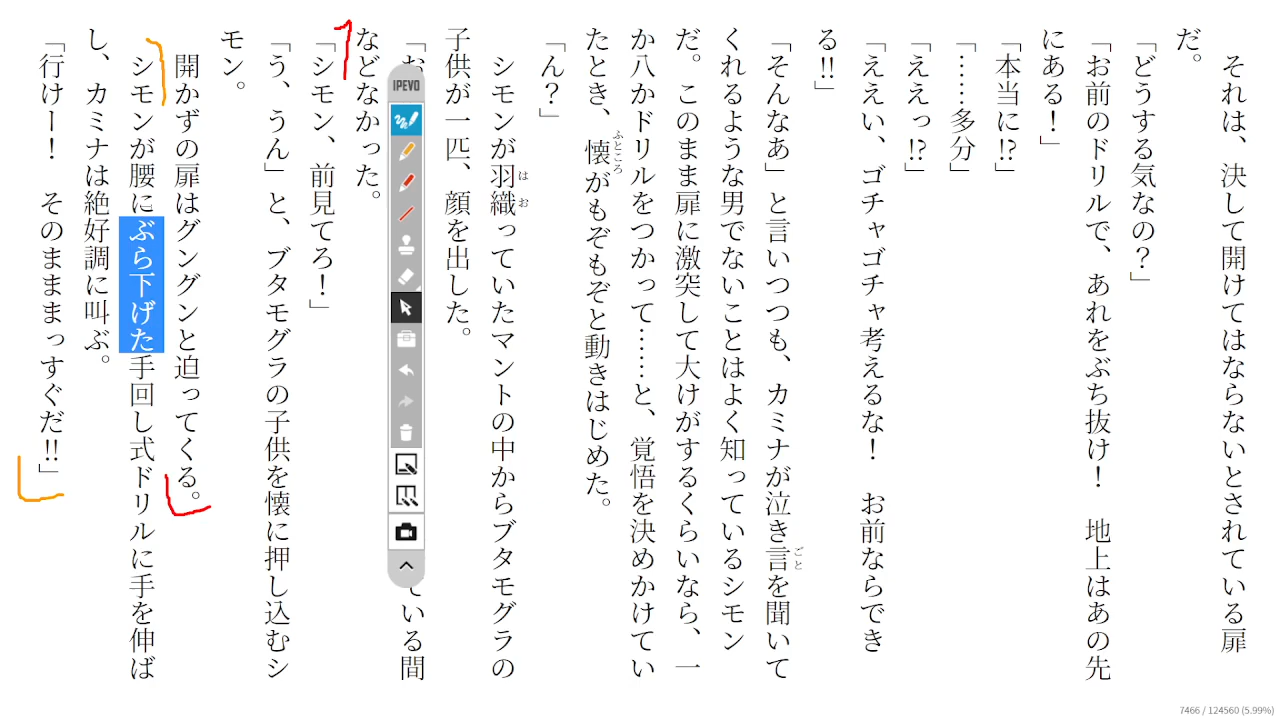 それは、決して開けてはならないとされている扉
だ。
「どうする気なの？」
「お前のドリルで、あれをぶち抜け！　地上はあの先
にある！」
「本当に!?」
「……多分」
「ええっ!?」
「ええい、ゴチャゴチャ考えるな！　お前ならでき
る!!」
「そんなあ」と言いつつも、カミナが泣き言を聞いて
ごと
くれるような男でないことはよく知っているシモン
だ。このまま扉に激突して大けがするくらいなら、一
か八かドリルをつかって……と、覚悟を決めかけてい
たとき、懐がもぞもぞと動きはじめた。
ふところ
「ん？」
シモンが羽織っていたマントの中からブタモグラの
はお
子供が一匹、顔を出した。
「お
いる間
などなかった。
「シモン、前見てろ！」
「う、うん」と、ブタモグラの子供を懐に押し込むシ
モン。
開かずの扉はグングンと迫ってくる。
シモンが腰にぶら下げた手回し式ドリルに手を伸ば
し、カミナは絶好調に叫ぶ。
「行けー！　そのまままっすぐだ!!」
IPEVO
7466 / 124560 (5.99%)